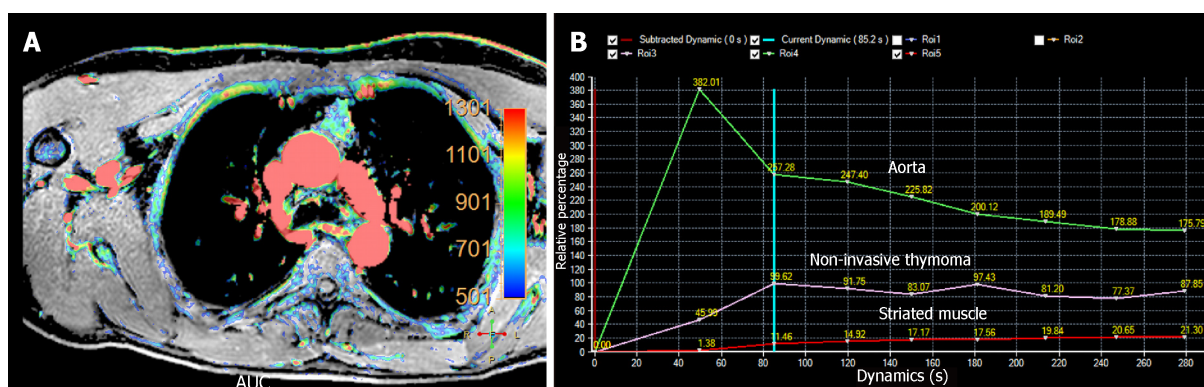 A
1301
1101
901
701
501
A
R
F
L
P
AUC
B
Subtracted Dynamic ( 0 s )
Current Dynamic ( 85.2 s )
Roi1
Roi2
Roi3
Roi4
Roi5
Relative percentage
400
380
360
340
320
300
280
260
240
220
200
180
160
140
120
100
80
60
40
20
0
382.01
257.28
247.40
225.82
200.12
189.49
178.88
175.79
Aorta
Non-invasive thymoma
99.62
91.75
83.07
97.43
81.20
77.37
87.85
Striated muscle
0.00
1.38
11.46
14.92
17.17
17.56
19.84
20.65
21.30
0 20 40 60 80 100 120 140 160 180 200 220 240 260 280
Dynamics (s)